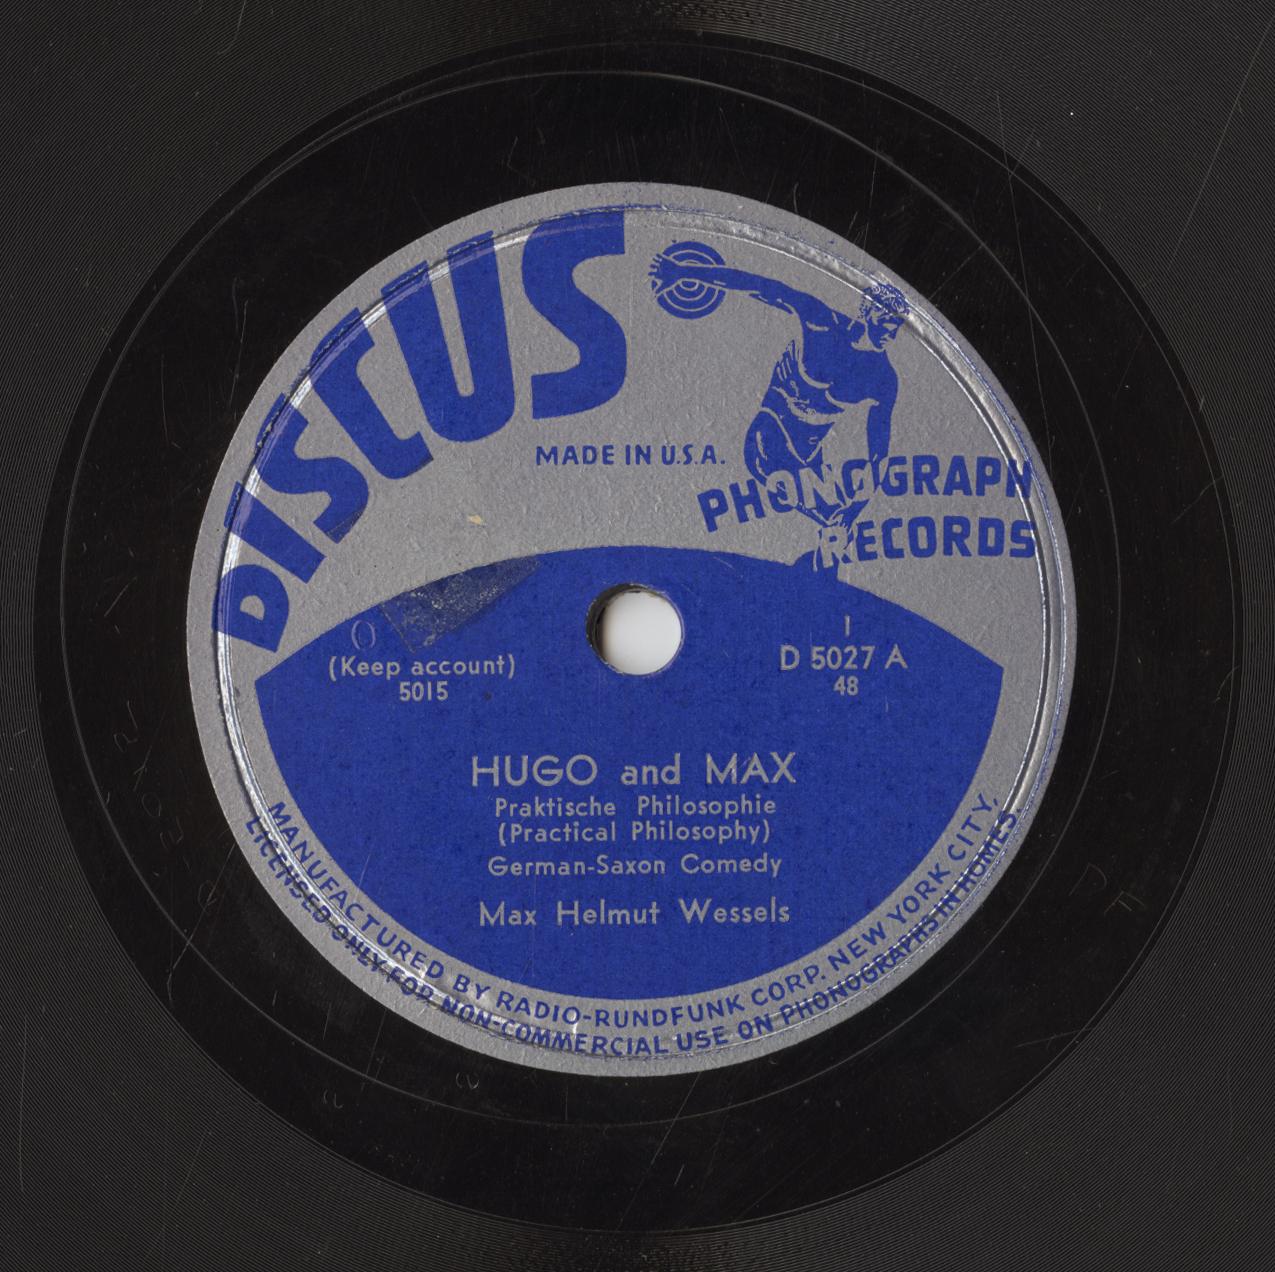 DISCUS
MADE IN U.S.A.
PHONOGRAPH
RECORDS
(Keep account)
5015
I
D 5027 A
48
HUGO and MAX
Praktische Philosophie
(Practical Philosophy)
German-Saxon Comedy
Max Helmut Wessels
MANUFACTURED BY RADIO-RUNDFUNK CORP. NEW YORK CITY.
LICENSED ONLY FOR NON-COMMERCIAL USE ON PHONOGRAPHS IN HOMES.